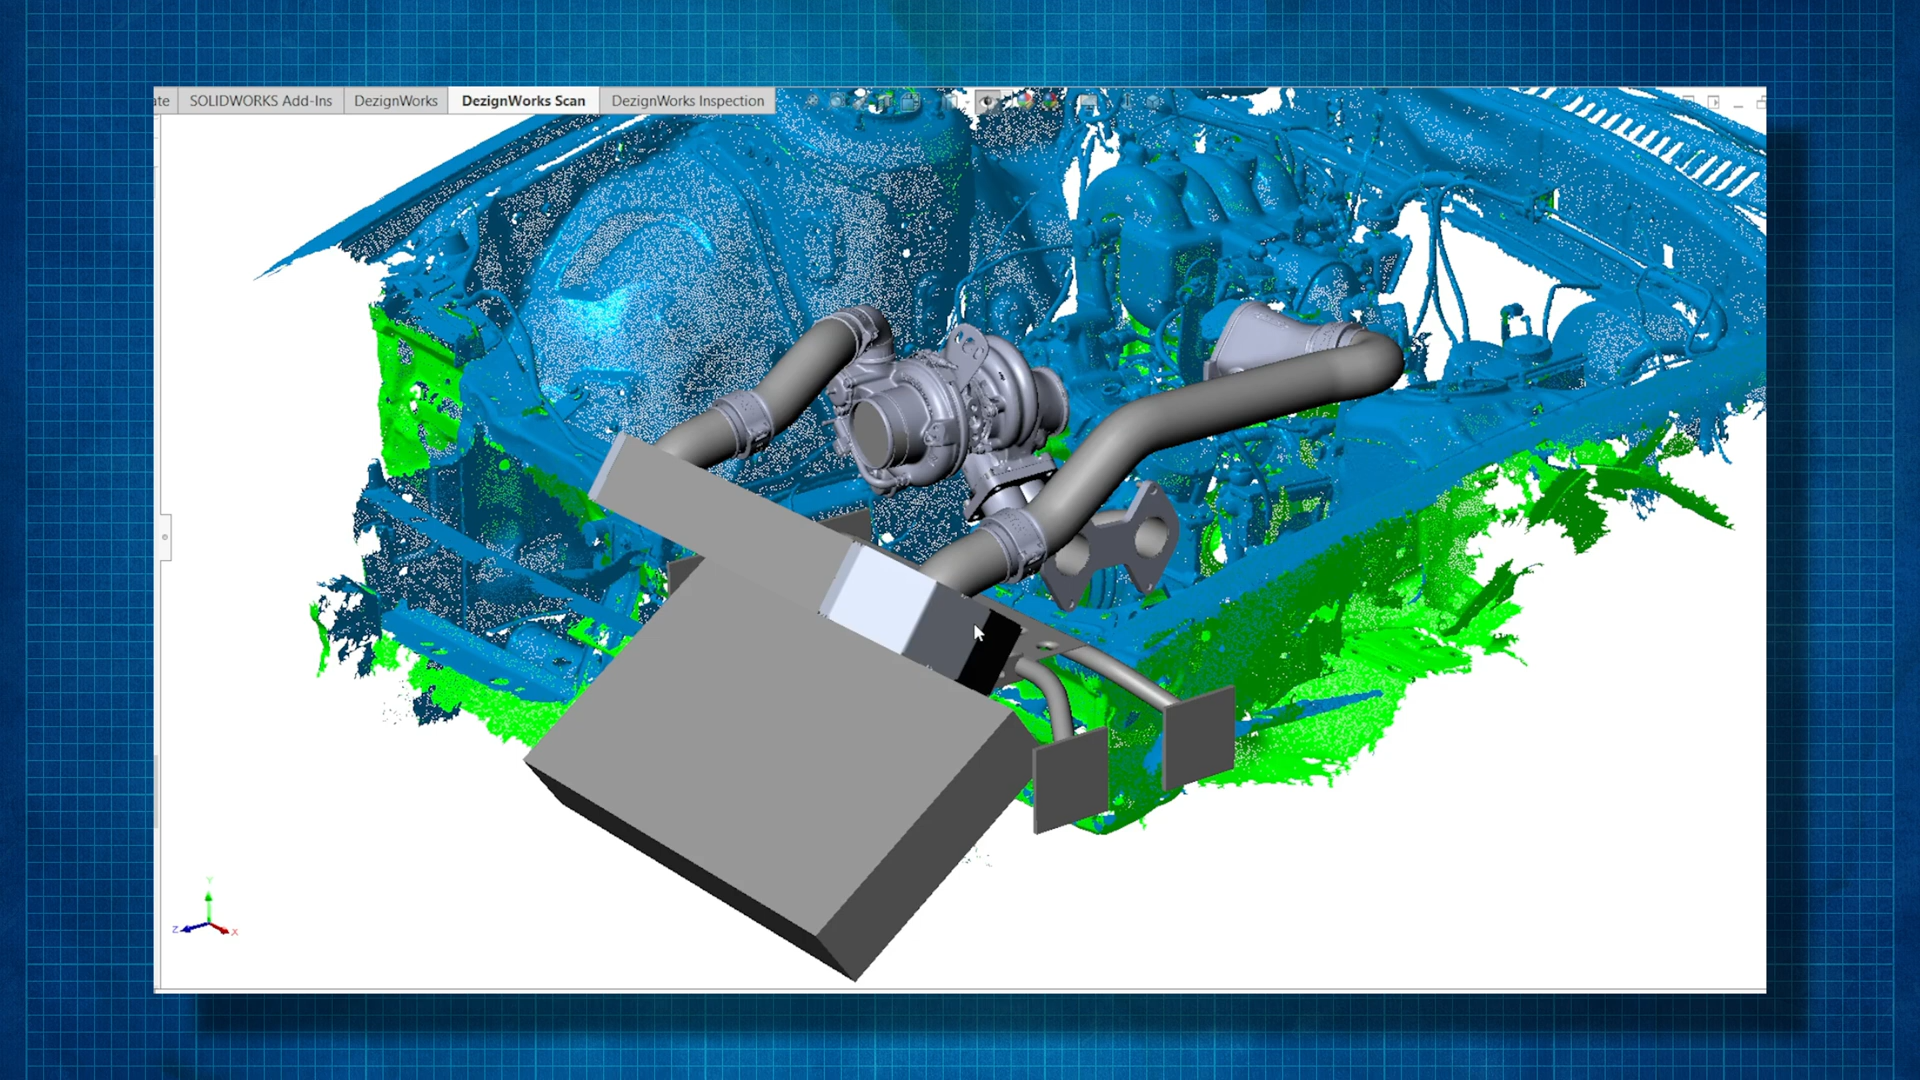 ate SOLIDWORKS Add-Ins DezignWorks DezignWorks Scan DezignWorks Inspection
Y
Z X